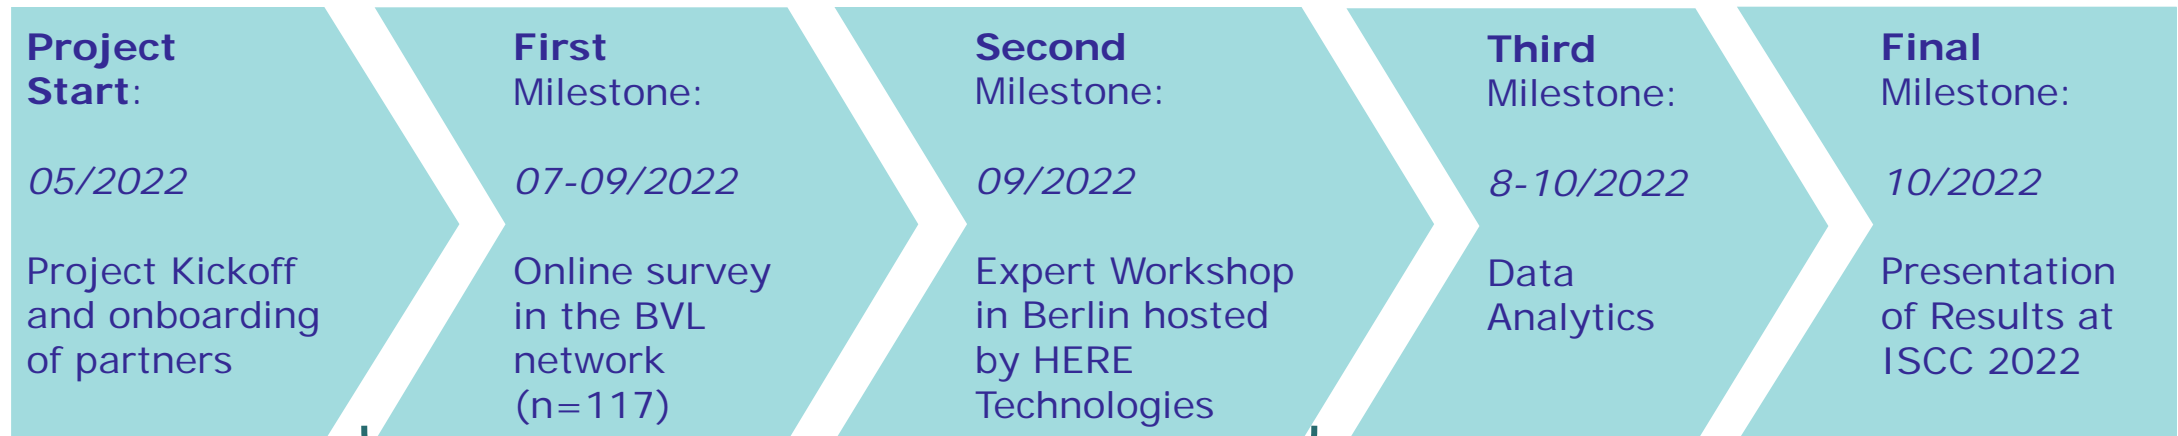 Project
Start:
05/2022
Project Kickoff
and onboarding
of partners
First
Milestone:
07-09/2022
Online survey
in the BVL
network
(n=117)
Second
Milestone:
09/2022
Expert Workshop
in Berlin hosted
by HERE
Technologies
Third
Milestone:
8-10/2022
Data
Analytics
Final
Milestone:
10/2022
Presentation
of Results at
ISCC 2022